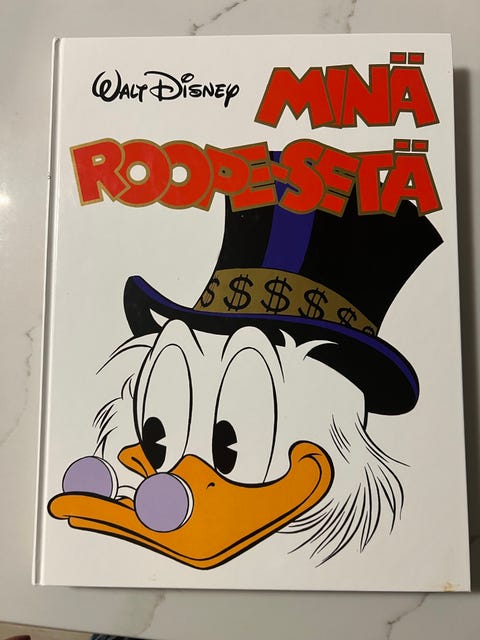 WALT DISNEY
MINÄ
ROOPE-SETÄ
$ $ $ $ $ $